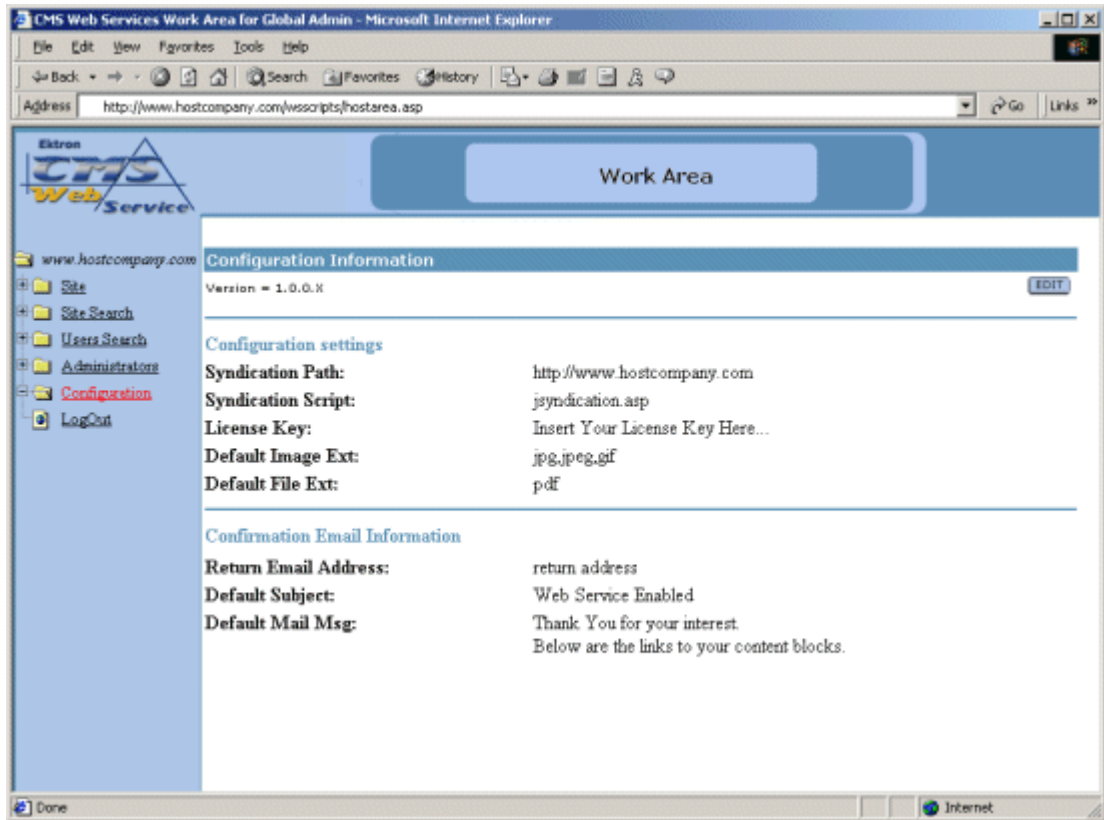 CMS Web Services Work Area for Global Admin - Microsoft Internet Explorer
File Edit View Favorites Tools Help
Back Search Favorites History
Address http://www.hostcompany.com/wsscripts/hostarea.asp Go Links »
Ektron
CMS
Web
Service
Work Area
www.hostcompany.com
Site
Site Search
Users Search
Administrators
Configuration
LogOut
Configuration Information
Version = 1.0.0.X EDIT
Configuration settings
Syndication Path: http://www.hostcompany.com
Syndication Script: jsyndication.asp
License Key: Insert Your License Key Here...
Default Image Ext: jpg,jpeg,gif
Default File Ext: pdf
Confirmation Email Information
Return Email Address: return address
Default Subject: Web Service Enabled
Default Mail Msg: Thank You for your interest.
Below are the links to your content blocks.
Done Internet